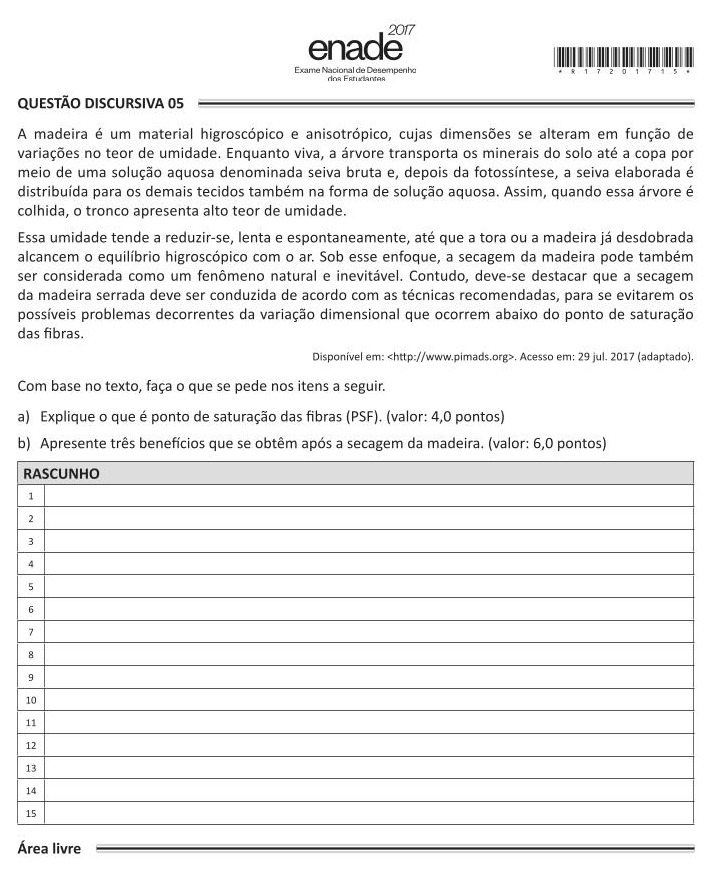 enade 2017
Exame Nacional de Desempenho
dos Estudantes
* R 1 7 2 0 1 7 1 5 *
QUESTÃO DISCURSIVA 05
A madeira é um material higroscópico e anisotrópico, cujas dimensões se alteram em função de
variações no teor de umidade. Enquanto viva, a árvore transporta os minerais do solo até a copa por
meio de uma solução aquosa denominada seiva bruta e, depois da fotossíntese, a seiva elaborada é
distribuída para os demais tecidos também na forma de solução aquosa. Assim, quando essa árvore é
colhida, o tronco apresenta alto teor de umidade.
Essa umidade tende a reduzir-se, lenta e espontaneamente, até que a tora ou a madeira já desdobrada
alcancem o equilíbrio higroscópico com o ar. Sob esse enfoque, a secagem da madeira pode também
ser considerada como um fenômeno natural e inevitável. Contudo, deve-se destacar que a secagem
da madeira serrada deve ser conduzida de acordo com as técnicas recomendadas, para se evitarem os
possíveis problemas decorrentes da variação dimensional que ocorrem abaixo do ponto de saturação
das fibras.
Disponível em: <http://www.pimads.org>. Acesso em: 29 jul. 2017 (adaptado).
Com base no texto, faça o que se pede nos itens a seguir.
a) Explique o que é ponto de saturação das fibras (PSF). (valor: 4,0 pontos)
b) Apresente três benefícios que se obtêm após a secagem da madeira. (valor: 6,0 pontos)
RASCUNHO
1
2
3
4
5
6
7
8
9
10
11
12
13
14
15
Área livre